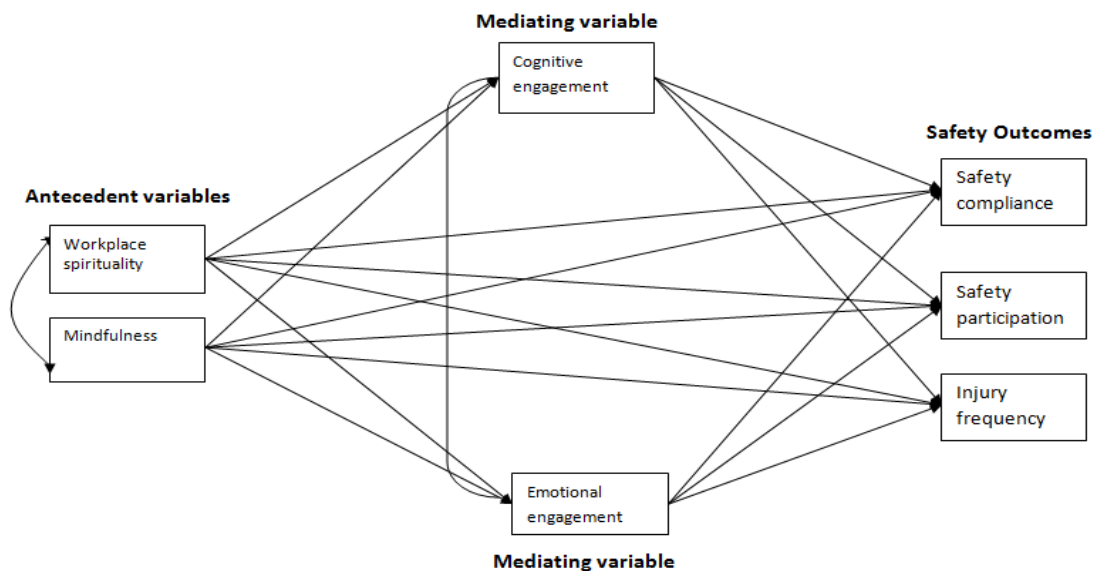 Mediating variable
Cognitive
engagement
Safety Outcomes
Safety
compliance
Antecedent variables
Workplace
spirituality
Mindfulness
Safety
participation
Injury
frequency
Emotional
engagement
Mediating variable